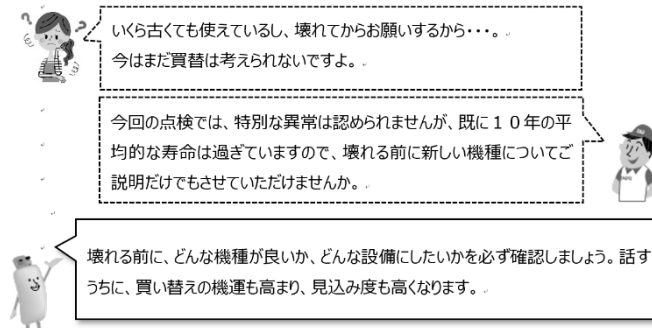 いくら古くても使えているし、壊れてからお願いするから・・・。
今はまだ買替は考えられないですよ。
今回の点検では、特別な異常は認められませんが、既に１０年の平
均的な寿命は過ぎていますので、壊れる前に新しい機種についてご
説明だけでもさせていただけませんか。
壊れる前に、どんな機種が良いか、どんな設備にしたいかを必ず確認しましょう。話す
うちに、買い替えの機運も高まり、見込み度も高くなります。